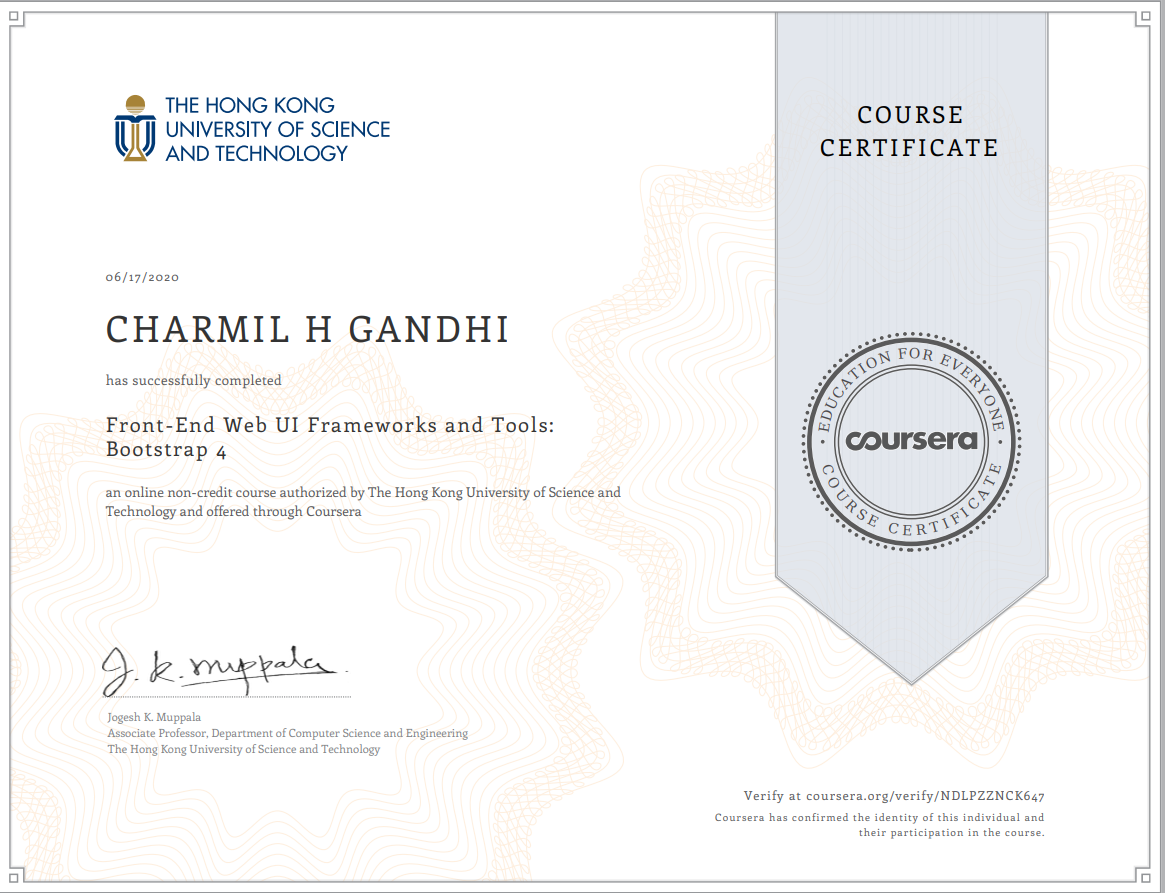 THE HONG KONG
UNIVERSITY OF SCIENCE
AND TECHNOLOGY
COURSE
CERTIFICATE
06/17/2020
CHARMIL H GANDHI
has successfully completed
Front-End Web UI Frameworks and Tools:
Bootstrap 4
an online non-credit course authorized by The Hong Kong University of Science and
Technology and offered through Coursera
EDUCATION FOR EVERYONE
coursera
COURSE CERTIFICATE
J. K. Muppala
Jogesh K. Muppala
Associate Professor, Department of Computer Science and Engineering
The Hong Kong University of Science and Technology
Verify at coursera.org/verify/NDLPZZNCK647
Coursera has confirmed the identity of this individual and
their participation in the course.